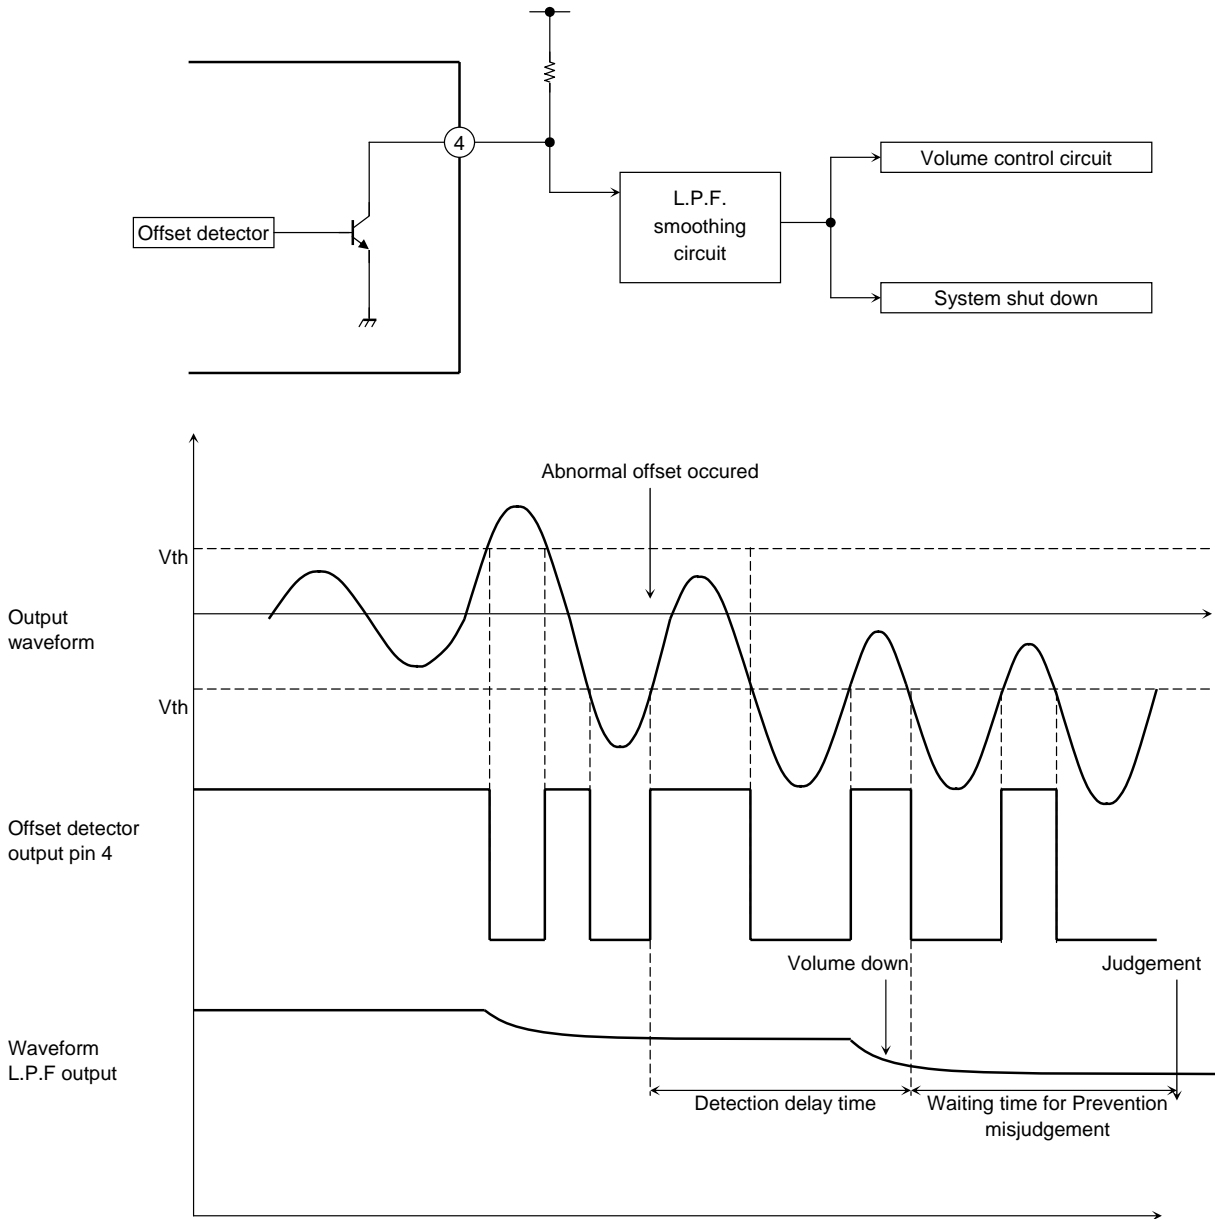 4
Volume control circuit
L.P.F.
smoothing
circuit
Offset detector
System shut down
Abnormal offset occured
Vth
Output
waveform
Vth
Offset detector
output pin 4
Volume down
Judgement
Waveform
L.P.F output
Detection delay time
Waiting time for Prevention
misjudgement